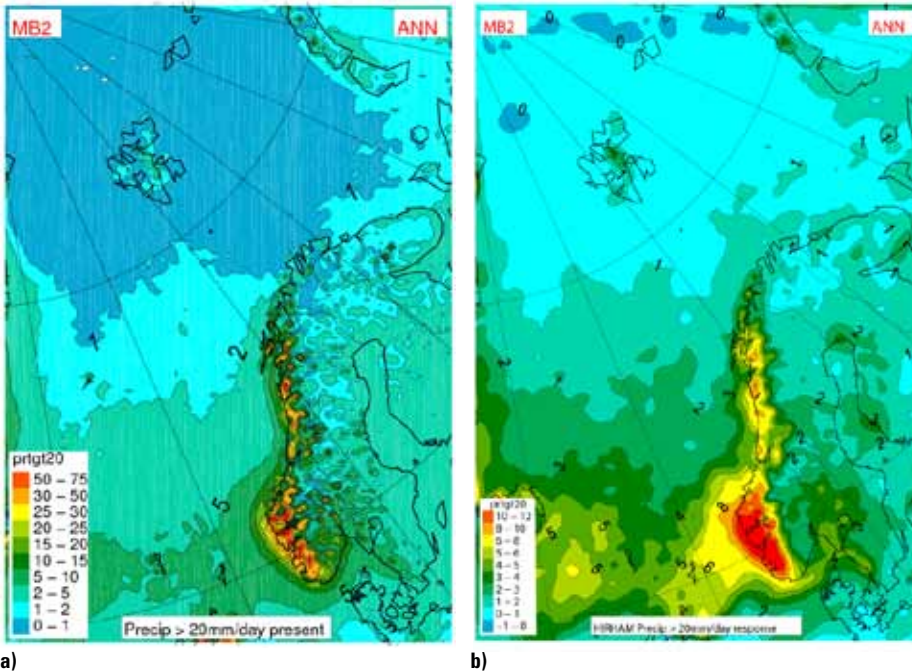 MB2
ANN
prtgt20
50 – 75
30 – 50
25 – 30
20 – 25
15 – 20
10 – 15
5 – 10
2 – 5
1 – 2
0 – 1
Precip > 20mm/day present
a)
MB2
ANN
prtgt20
10 – 12
8 – 10
6 – 8
5 – 6
4 – 5
3 – 4
2 – 3
1 – 2
0 – 1
-1 – 0
HIRHAM Precip > 20mm/day response
b)